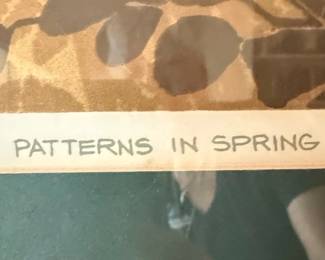 PATTERNS IN SPRING